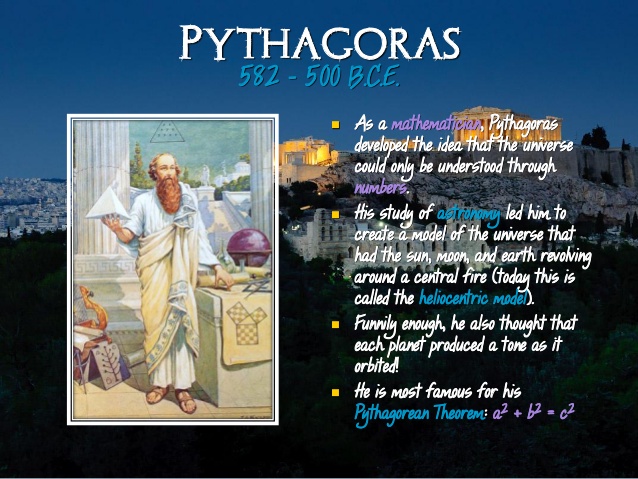 PYTHAGORAS
582 - 500 B.C.E.
As a mathematician, Pythagoras
developed the idea that the universe
could only be understood through
numbers.
His study of astronomy led him to
create a model of the universe that
had the sun, moon, and earth revolving
around a central fire (today this is
called the heliocentric model).
Funnily enough, he also thought that
each planet produced a tone as it
orbited!
He is most famous for his
Pythagorean Theorem: a² + b² = c²